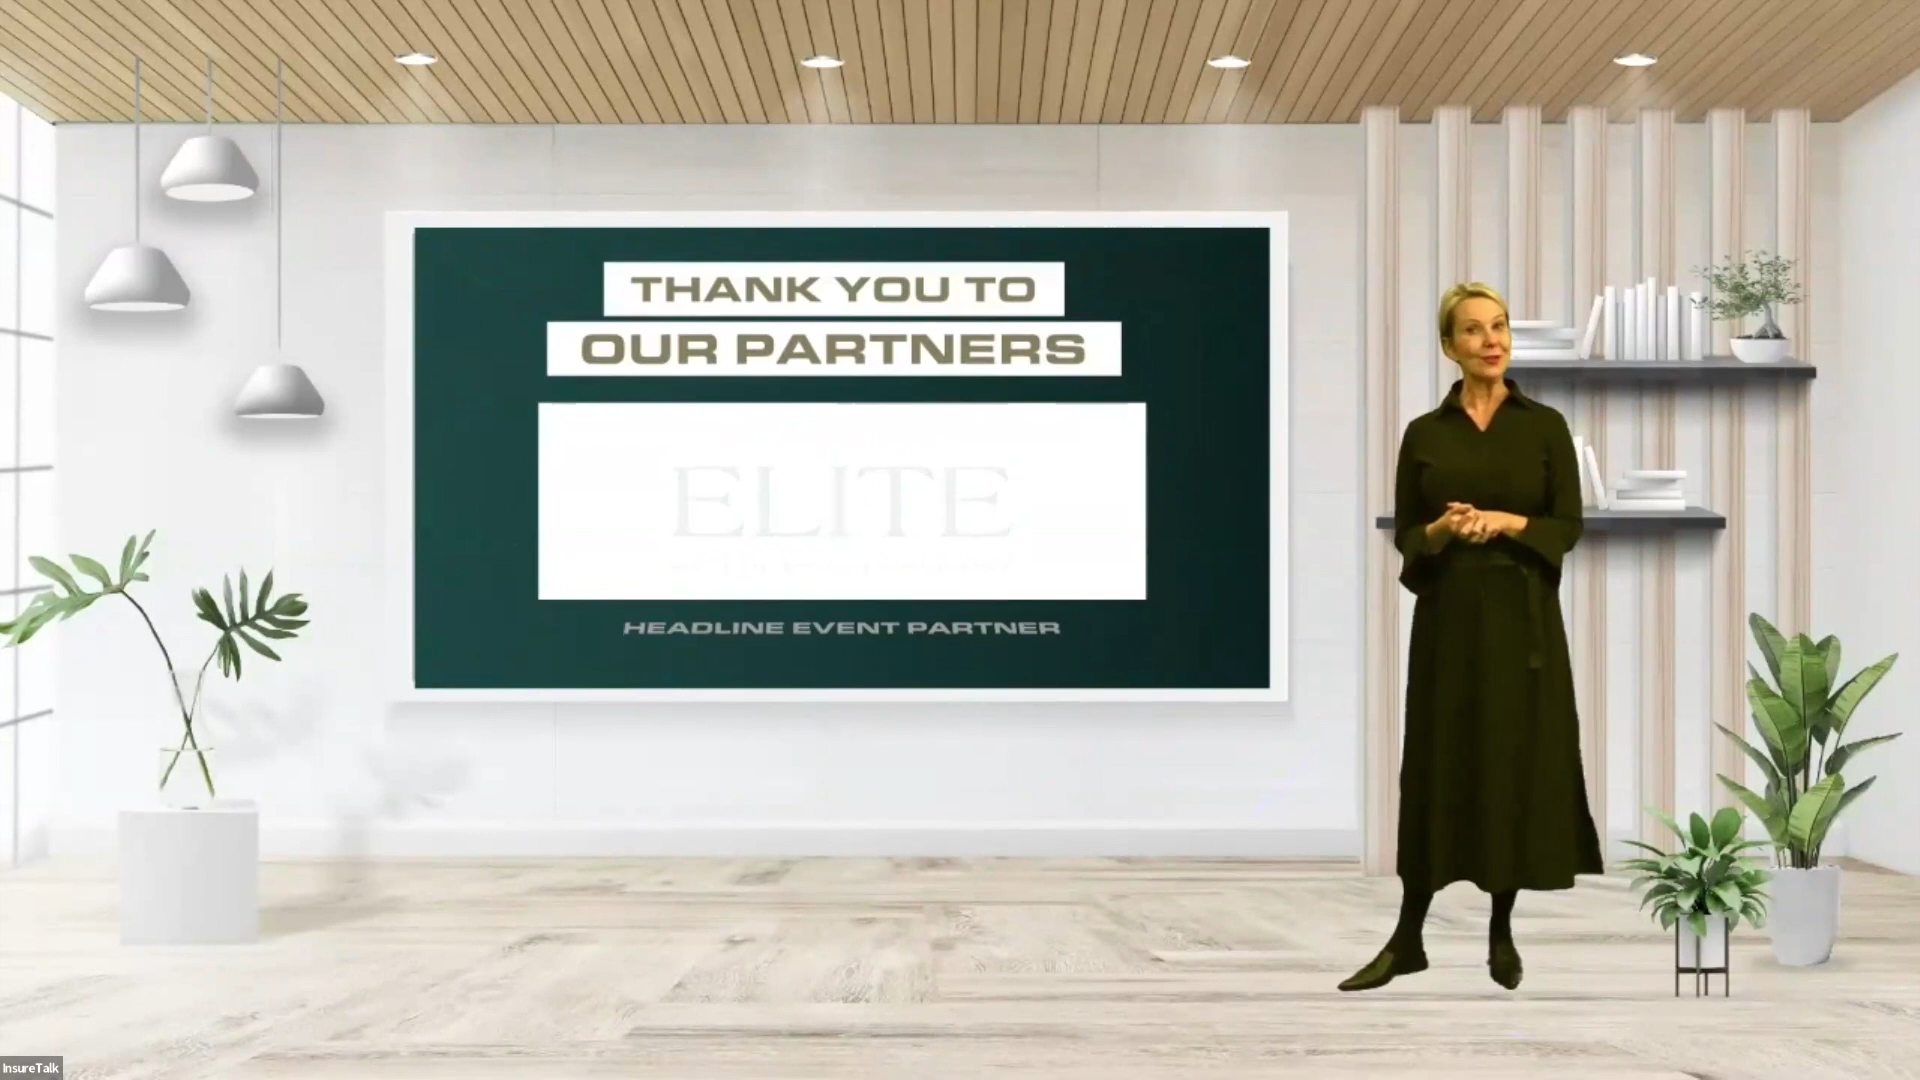 THANK YOU TO
OUR PARTNERS
ELITE
HEADLINE EVENT PARTNER
InsureTalk